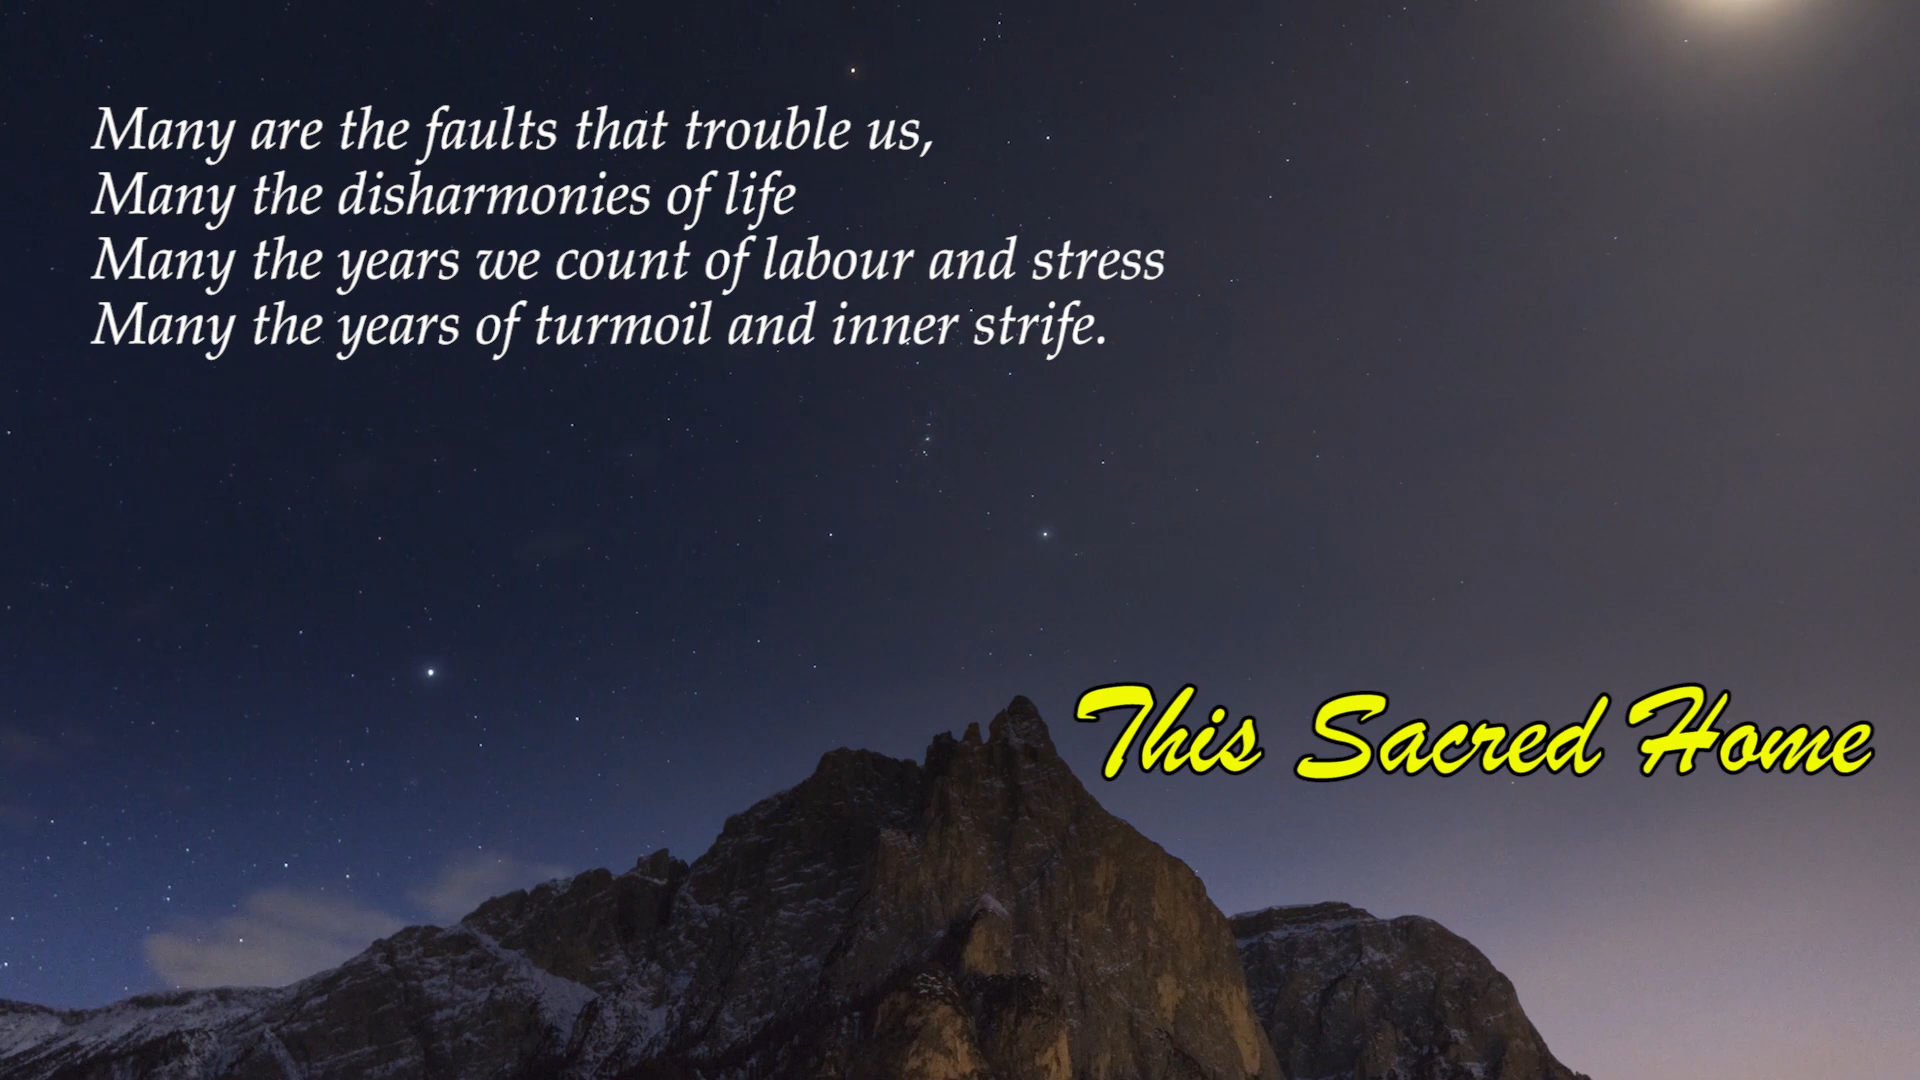 Many are the faults that trouble us,
Many the disharmonies of life
Many the years we count of labour and stress
Many the years of turmoil and inner strife.
This Sacred Home